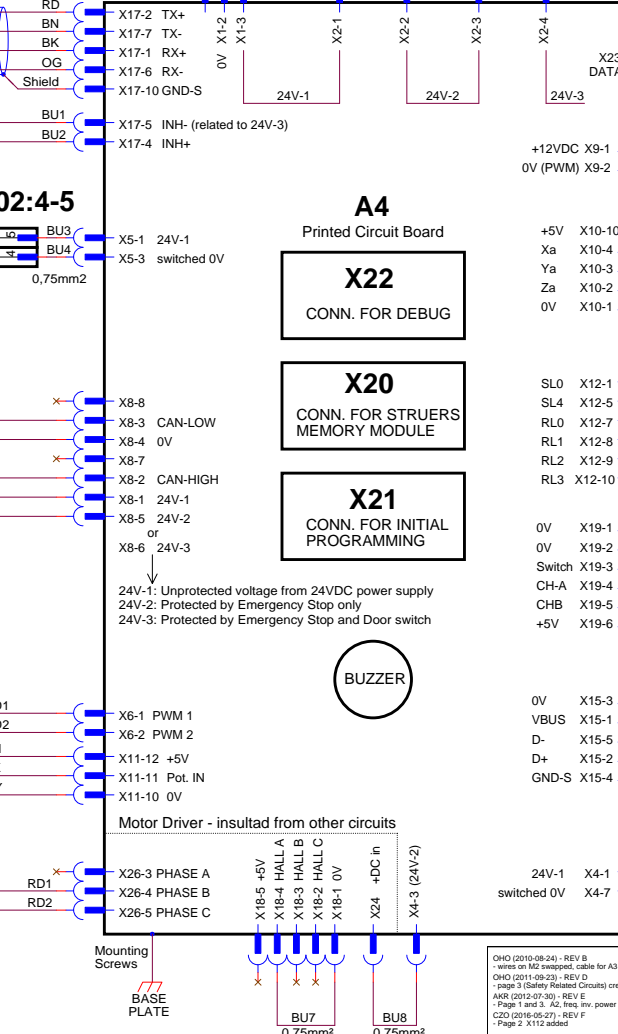 RD
X17-2 TX+
BN
X17-7 TX-
BK
X17-1 RX+
OG
X17-6 RX-
Shield
X17-10 GND-S
0V
X1-2
X1-3
X2-1
X2-2
X2-3
X2-4
24V-1
24V-2
24V-3
X23
DATA
BU1
X17-5 INH- (related to 24V-3)
BU2
X17-4 INH+
+12VDC X9-1
0V (PWM) X9-2
02:4-5
5
BU3
X5-1 24V-1
4
BU4
X5-3 switched 0V
0,75mm2
A4
Printed Circuit Board
X22
CONN. FOR DEBUG
X20
CONN. FOR STRUERS
MEMORY MODULE
X21
CONN. FOR INITIAL
PROGRAMMING
+5V X10-10
Xa X10-4
Ya X10-3
Za X10-2
0V X10-1
SL0 X12-1
SL4 X12-5
RL0 X12-7
RL1 X12-8
RL2 X12-9
RL3 X12-10
X8-8
X8-3 CAN-LOW
X8-4 0V
X8-7
X8-2 CAN-HIGH
X8-1 24V-1
X8-5 24V-2
or
X8-6 24V-3
24V-1: Unprotected voltage from 24VDC power supply
24V-2: Protected by Emergency Stop only
24V-3: Protected by Emergency Stop and Door switch
0V X19-1
0V X19-2
Switch X19-3
CH-A X19-4
CHB X19-5
+5V X19-6
BUZZER
X6-1 PWM 1
X6-2 PWM 2
X11-12 +5V
X11-11 Pot. IN
X11-10 0V
0V X15-3
VBUS X15-1
D- X15-5
D+ X15-2
GND-S X15-4
Motor Driver - insultad from other circuits
X26-3 PHASE A
RD1
X26-4 PHASE B
RD2
X26-5 PHASE C
X18-5 +5V
X18-4 HALL A
X18-3 HALL B
X18-2 HALL C
X18-1 0V
X24 +DC in
X4-3 (24V-2)
24V-1 X4-1
switched 0V X4-7
Mounting
Screws
BASE
PLATE
BU7
0,75mm²
BU8
0,772mm²
OHO (2010-08-24) - REV B
- wires on M2 swapped, cable for A3
OHO (2011-09-23) - REV D
- page 3 (Safety Related Circuits) cre
AKR (2012-07-30) - REV E
- Page 1 and 3. A2, freq. inv. power
CZO (2016-05-27) - REV F
- Page 2 X112 added